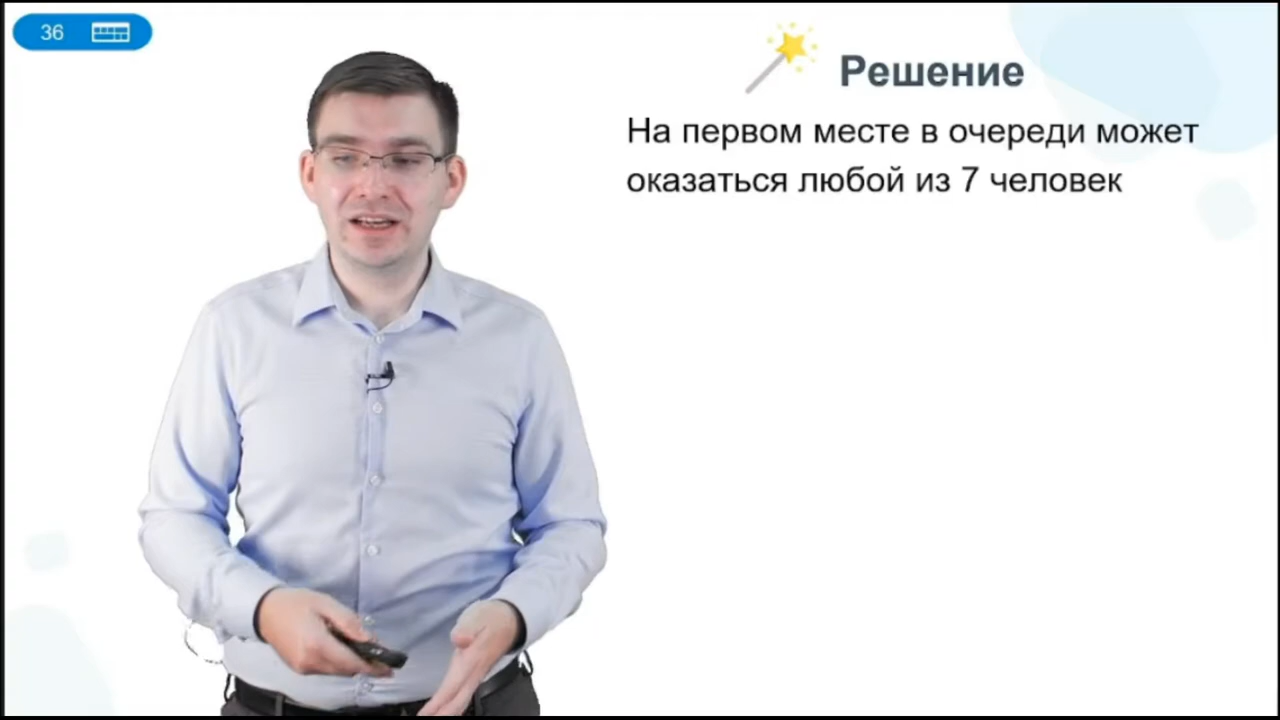 36
Решение
На первом месте в очереди может
оказаться любой из 7 человек